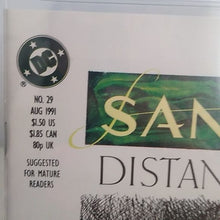 DC
NO. 29
AUG 1991
$1.50 US
$1.85 CAN
80p UK
SUGGESTED
FOR MATURE
READERS
SAN
DISTAN